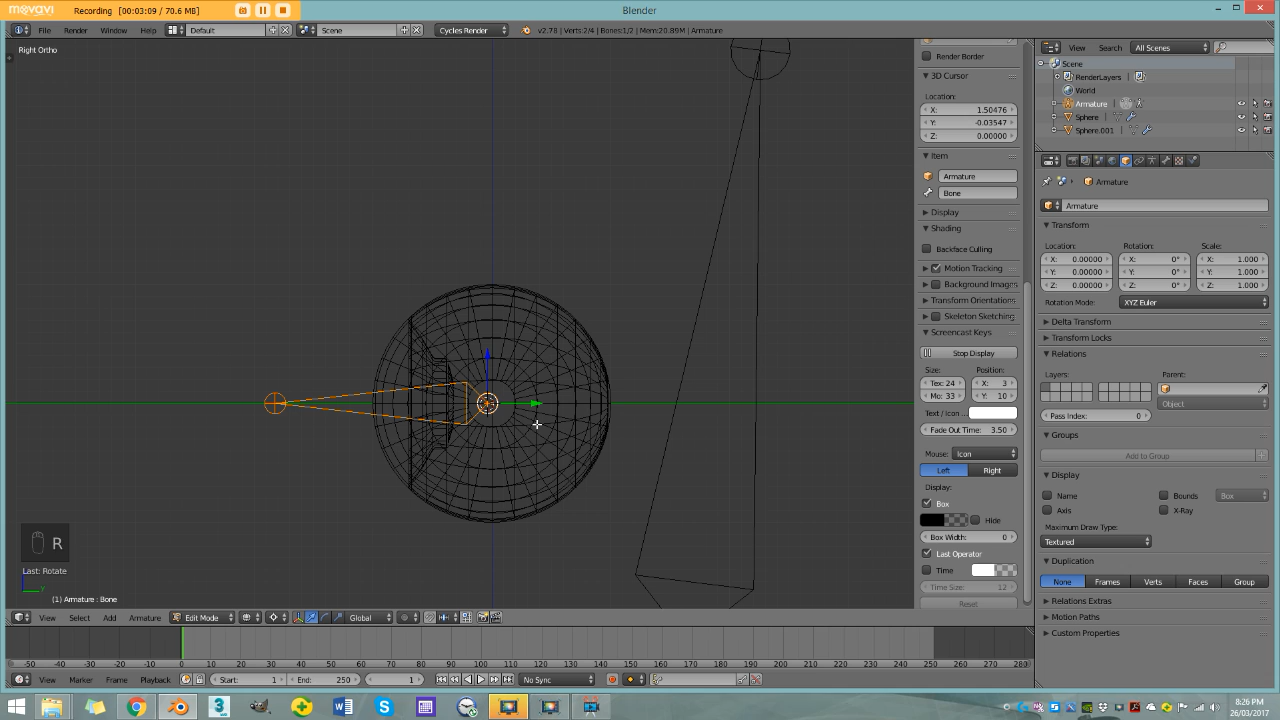 movavi Recording [ 00:03:09 / 70.6 MB ]
Blender
File Render Window Help Default Scene Cycles Render v2.78 | Verts:2/4 | Bones:1/2 | Mem:20.89M | Armature
Right Ortho
R
Last: Rotate
(1) Armature : Bone
Render Border
3D Cursor
Location:
X: 1.50476
Y: -0.03547
Z: 0.00000
Item
Armature
Bone
Display
Shading
Backface Culling
Motion Tracking
Background Images
Transform Orientations
Skeleton Sketching
Screencast Keys
Stop Display
Size: Position:
Tex: 24 X: 3
Mo: 33 Y: 10
Text / Icon ...
Fade Out Time: 3.50
Mouse: Icon
Left Right
Display:
Box
Hide
Box Width: 0
Last Operator
Time
Time Size: 12
Reset
View Search All Scenes
Scene
RenderLayers
World
Armature
Sphere
Sphere.001
Armature
Armature
Transform
Location: Rotation: Scale:
X: 0.00000 X: 0° X: 1.000
Y: 0.00000 Y: 0° Y: 1.000
Z: 0.00000 Z: 0° Z: 1.000
Rotation Mode: XYZ Euler
Delta Transform
Transform Locks
Relations
Layers: Parent:
Object
Pass Index: 0
Groups
Add to Group
Display
Name Bounds Box
Axis X-Ray
Maximum Draw Type:
Textured
Duplication
None Frames Verts Faces Group
Relations Extras
Motion Paths
Custom Properties
View Select Add Armature Edit Mode Global
-50 -40 -30 -20 -10 0 10 20 30 40 50 60 70 80 90 100 110 120 130 140 150 160 170 180 190 200 210 220 230 240 250 260 270 280
View Marker Frame Playback Start: 1 End: 250 1 No Sync
8:26 PM
26/03/2017